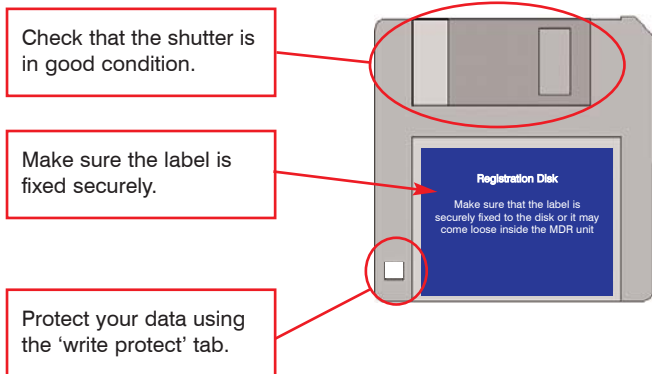 Check that the shutter is
in good condition.
Make sure the label is
fixed securely.
Registration Disk
Make sure that the label is
securely fixed to the disk or it may
come loose inside the MDR unit
Protect your data using
the ‘write protect’ tab.